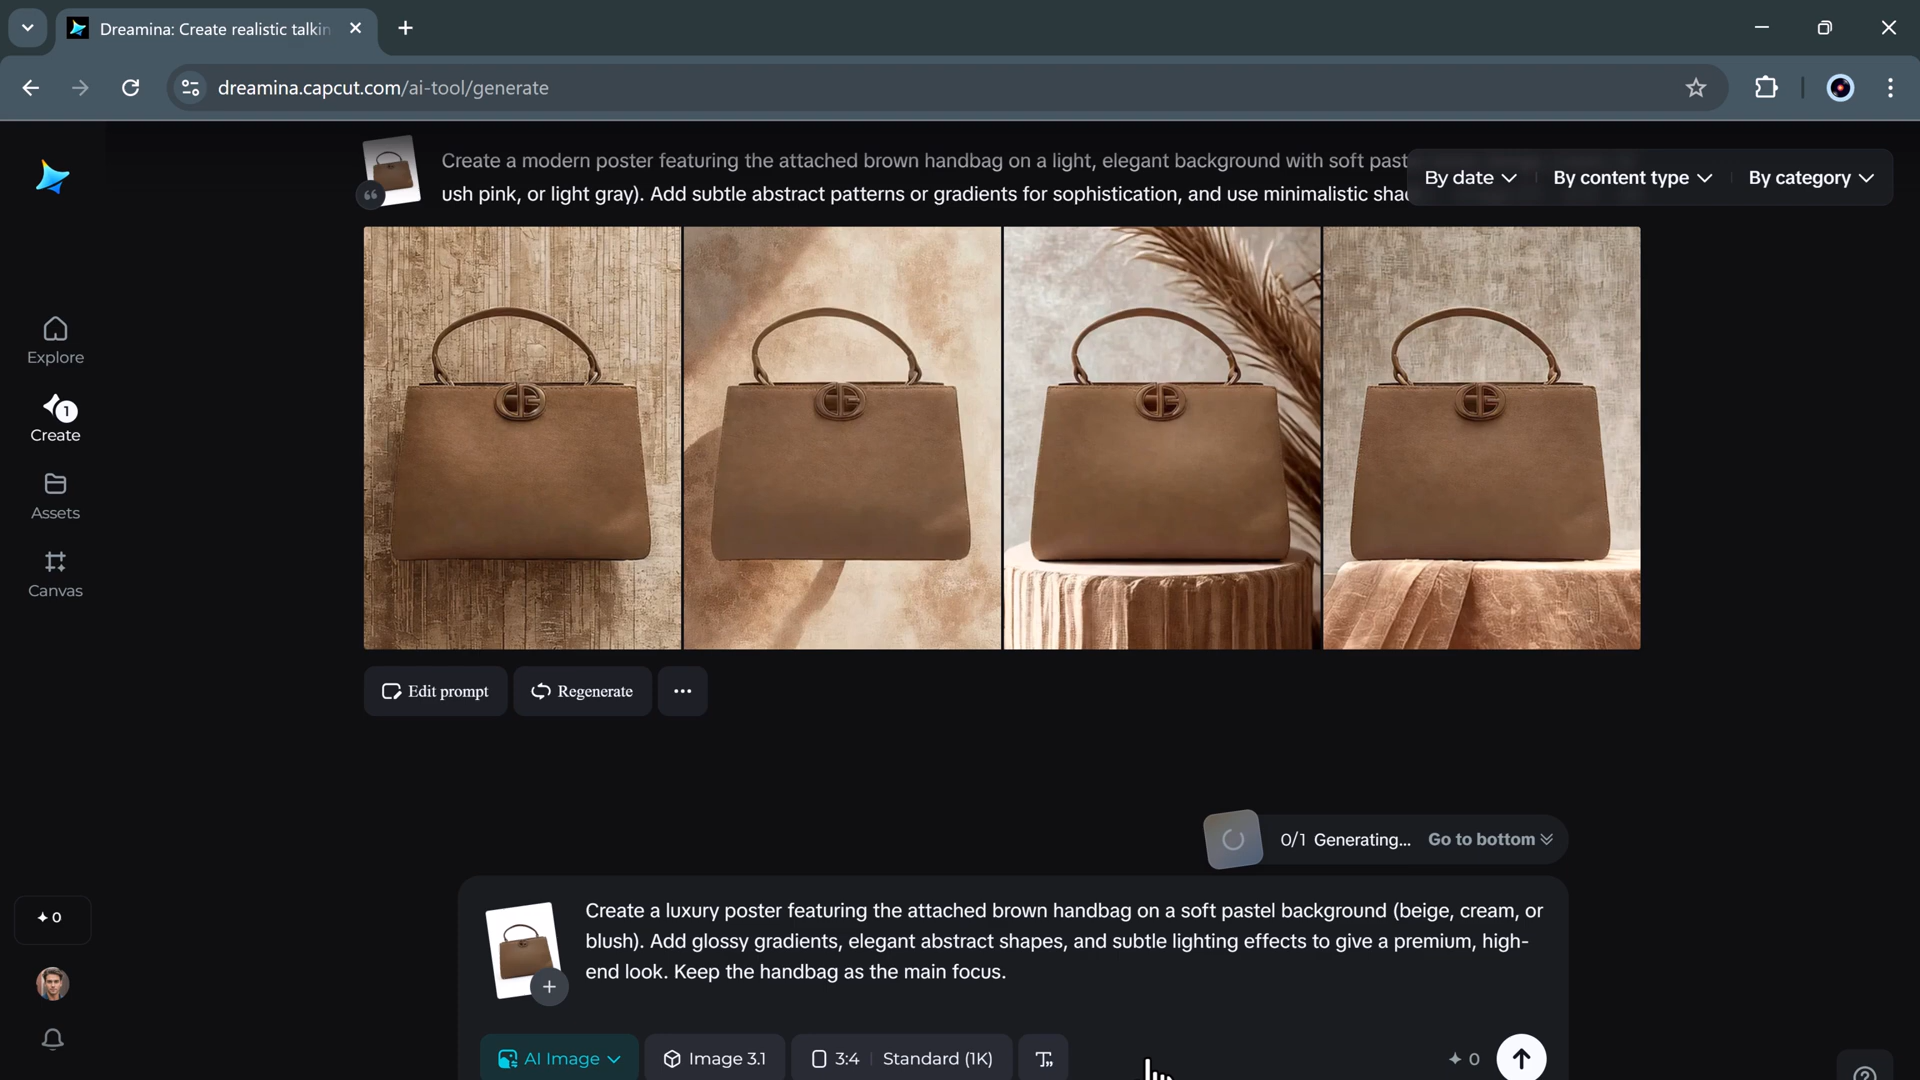 Dreamina: Create realistic talkin
dreamina.capcut.com/ai-tool/generate
Create a modern poster featuring the attached brown handbag on a light, elegant background with soft past
ush pink, or light gray). Add subtle abstract patterns or gradients for sophistication, and use minimalistic shac
By date
By content type
By category
Explore
1
Create
Assets
Canvas
Edit prompt
Regenerate
0/1 Generating...
Go to bottom
Create a luxury poster featuring the attached brown handbag on a soft pastel background (beige, cream, or
blush). Add glossy gradients, elegant abstract shapes, and subtle lighting effects to give a premium, high-
end look. Keep the handbag as the main focus.
0
AI Image
Image 3.1
3:4
Standard (1K)
0